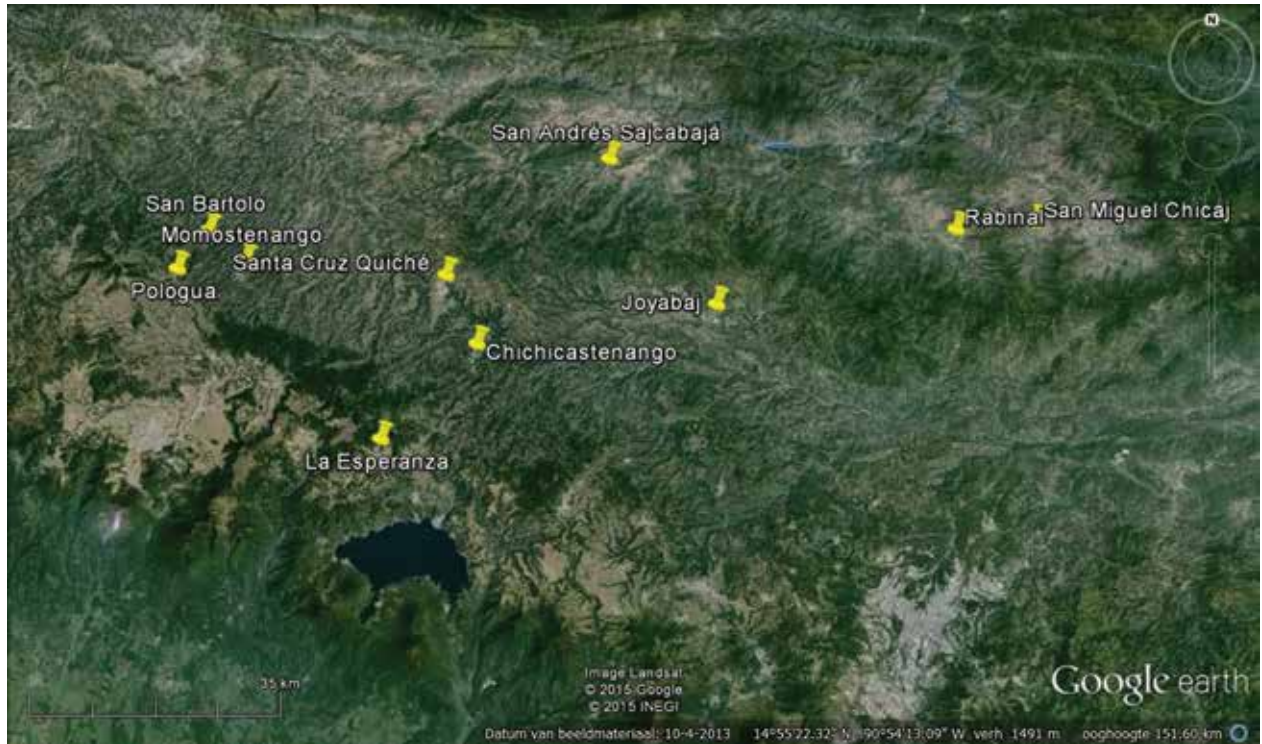 N
San Andrés Sajcabajá
San Bartolo
Momostenango
Rabinal
San Miguel Chicaj
Santa Cruz Quiché
Pologua
Joyabaj
Chichicastenango
La Esperanza
35 km
Image Landsat
© 2015 Google
© 2015 INEGI
Google earth
Datum van beeldmateriaal: 10-4-2013 14°55'22.32" N 90°54'13.09" W verh 1491 m ooghoogte 151.60 km